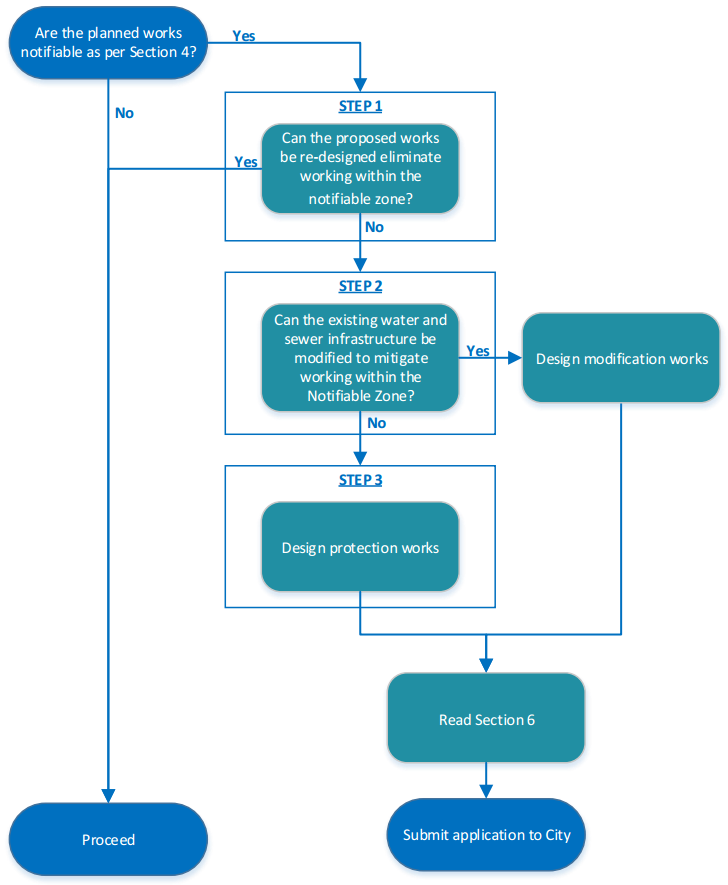 Are the planned works
notifiable as per Section 4?
Yes
No
STEP 1
Can the proposed works
be re-designed eliminate
working within the
notifiable zone?
Yes
No
STEP 2
Can the existing water and
sewer infrastructure be
modified to mitigate
working within the
Notifiable Zone?
Yes
Design modification works
No
STEP 3
Design protection works
Read Section 6
Proceed
Submit application to City